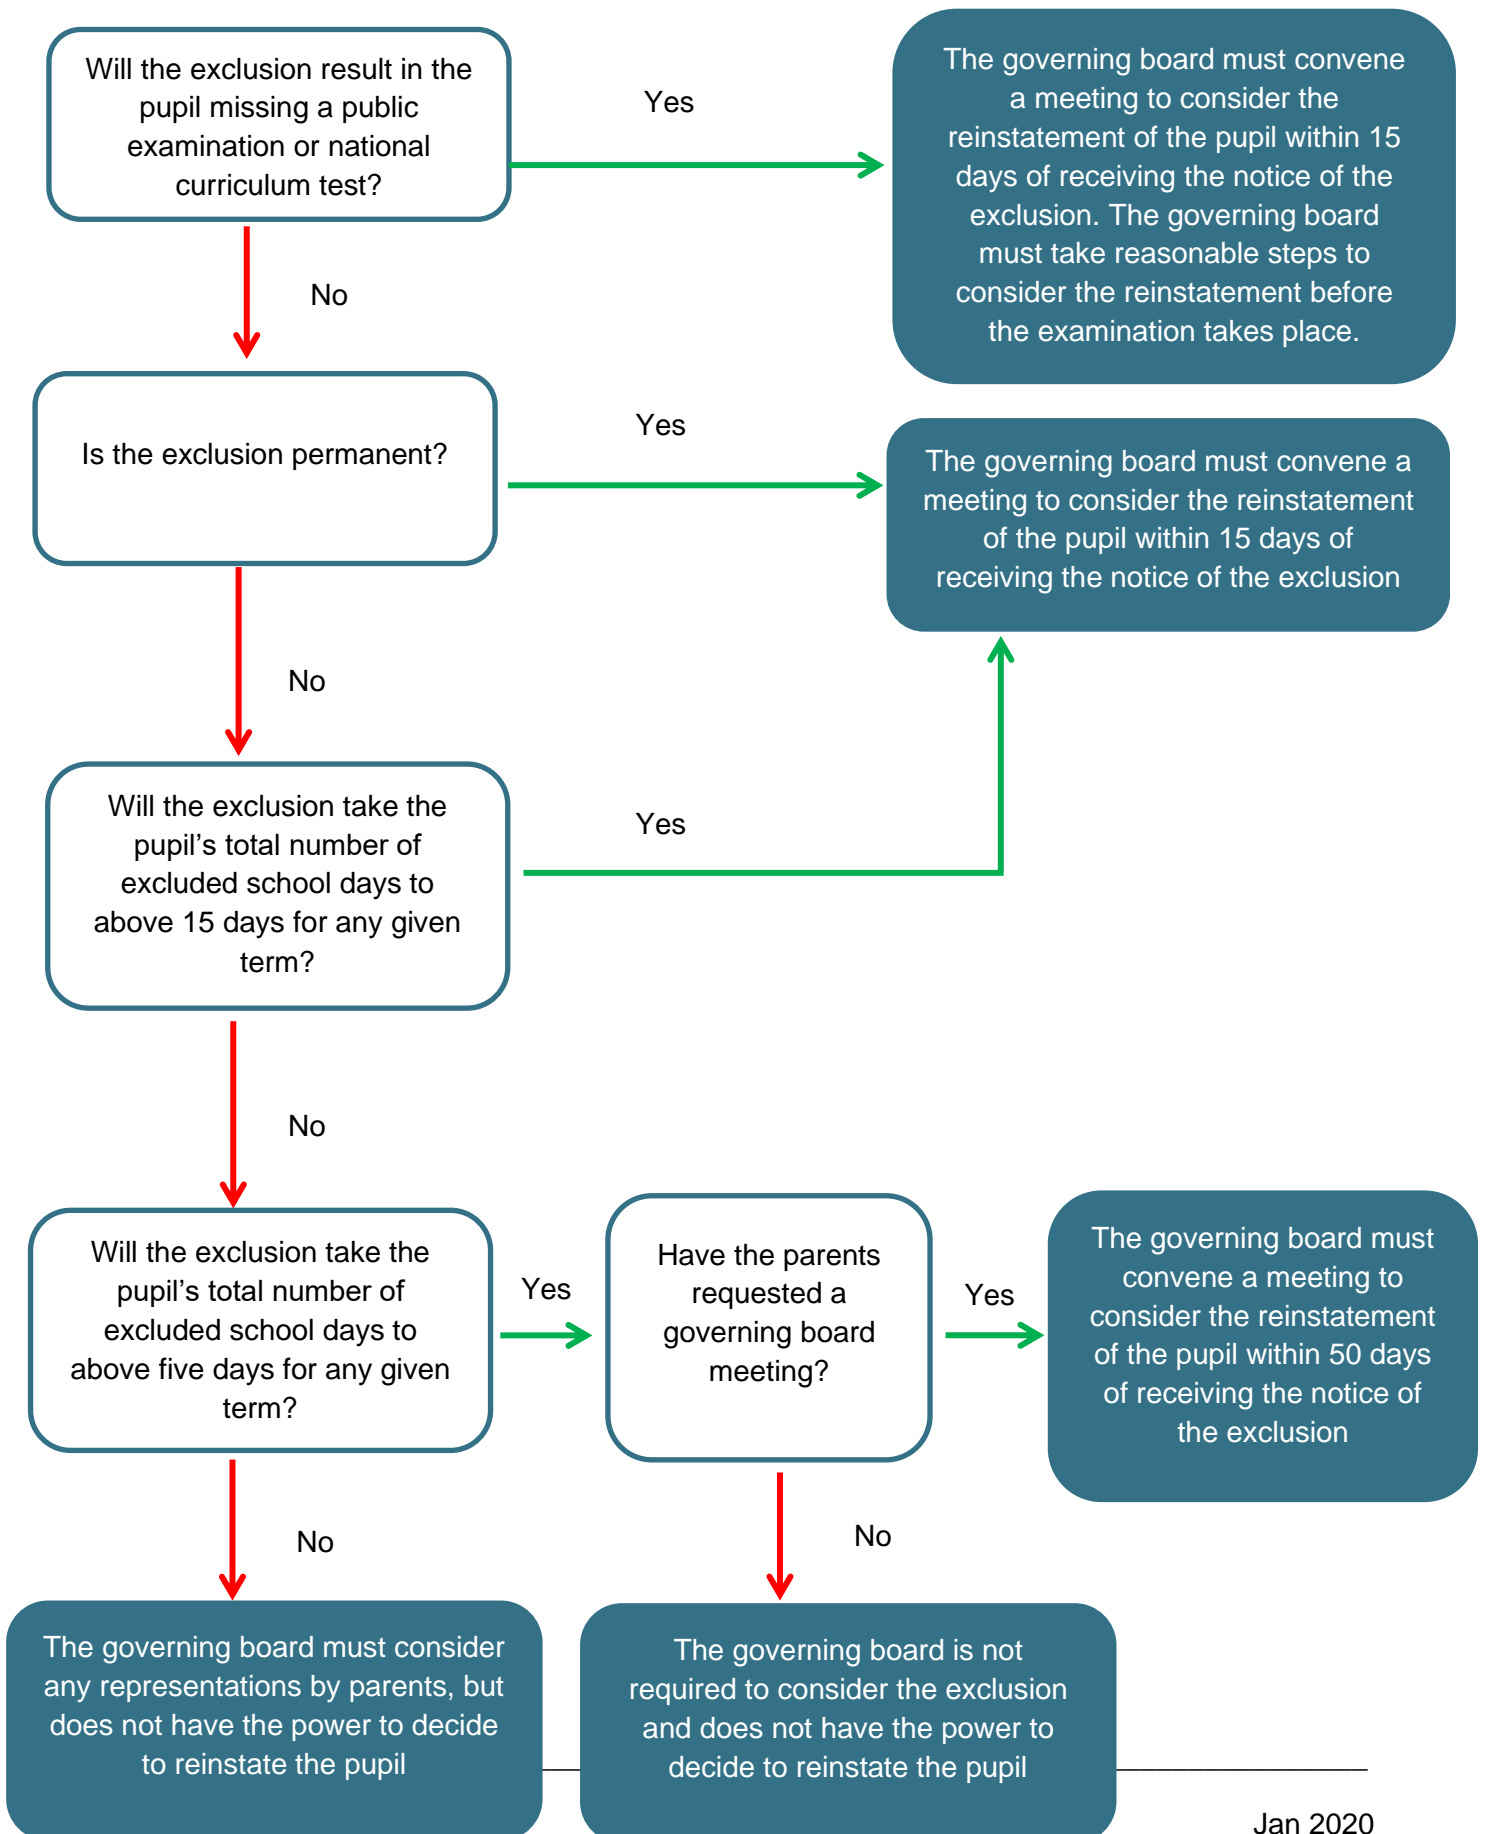 Will the exclusion result in the
pupil missing a public
examination or national
curriculum test?
Yes
The governing board must convene
a meeting to consider the
reinstatement of the pupil within 15
days of receiving the notice of the
exclusion. The governing board
must take reasonable steps to
consider the reinstatement before
the examination takes place.
No
Is the exclusion permanent?
Yes
The governing board must convene a
meeting to consider the reinstatement
of the pupil within 15 days of
receiving the notice of the exclusion
No
Will the exclusion take the
pupil’s total number of
excluded school days to
above 15 days for any given
term?
Yes
No
Will the exclusion take the
pupil’s total number of
excluded school days to
above five days for any given
term?
Yes
Have the parents
requested a
governing board
meeting?
Yes
The governing board must
convene a meeting to
consider the reinstatement
of the pupil within 50 days
of receiving the notice of
the exclusion
No
No
The governing board must consider
any representations by parents, but
does not have the power to decide
to reinstate the pupil
The governing board is not
required to consider the exclusion
and does not have the power to
decide to reinstate the pupil
Jan 2020